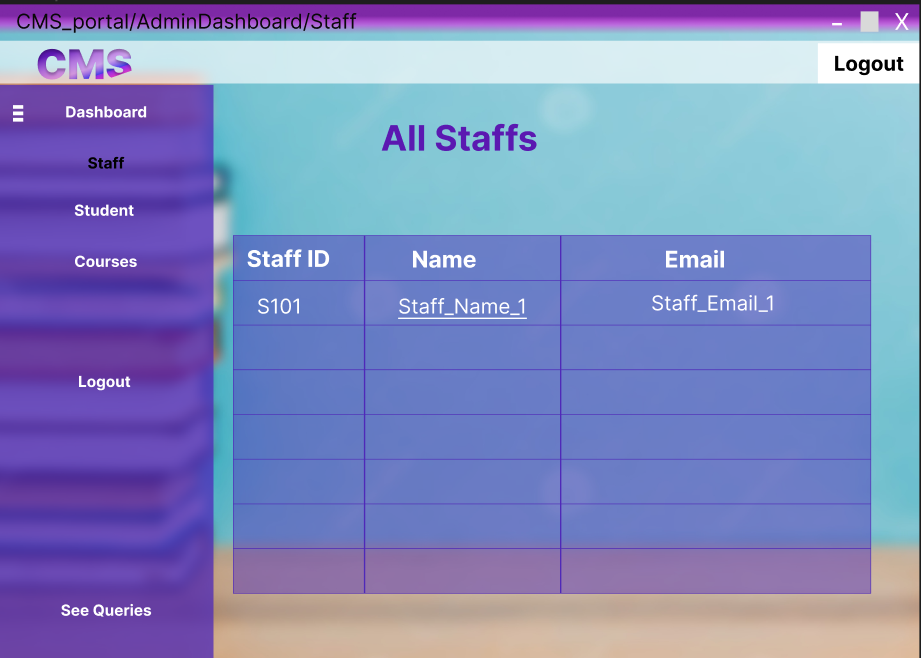 CMS_portal/AdminDashboard/Staff
– X
CMS
Logout
Dashboard
Staff
Student
Courses
Logout
See Queries
All Staffs
Staff ID Name Email
S101 Staff_Name_1 Staff_Email_1